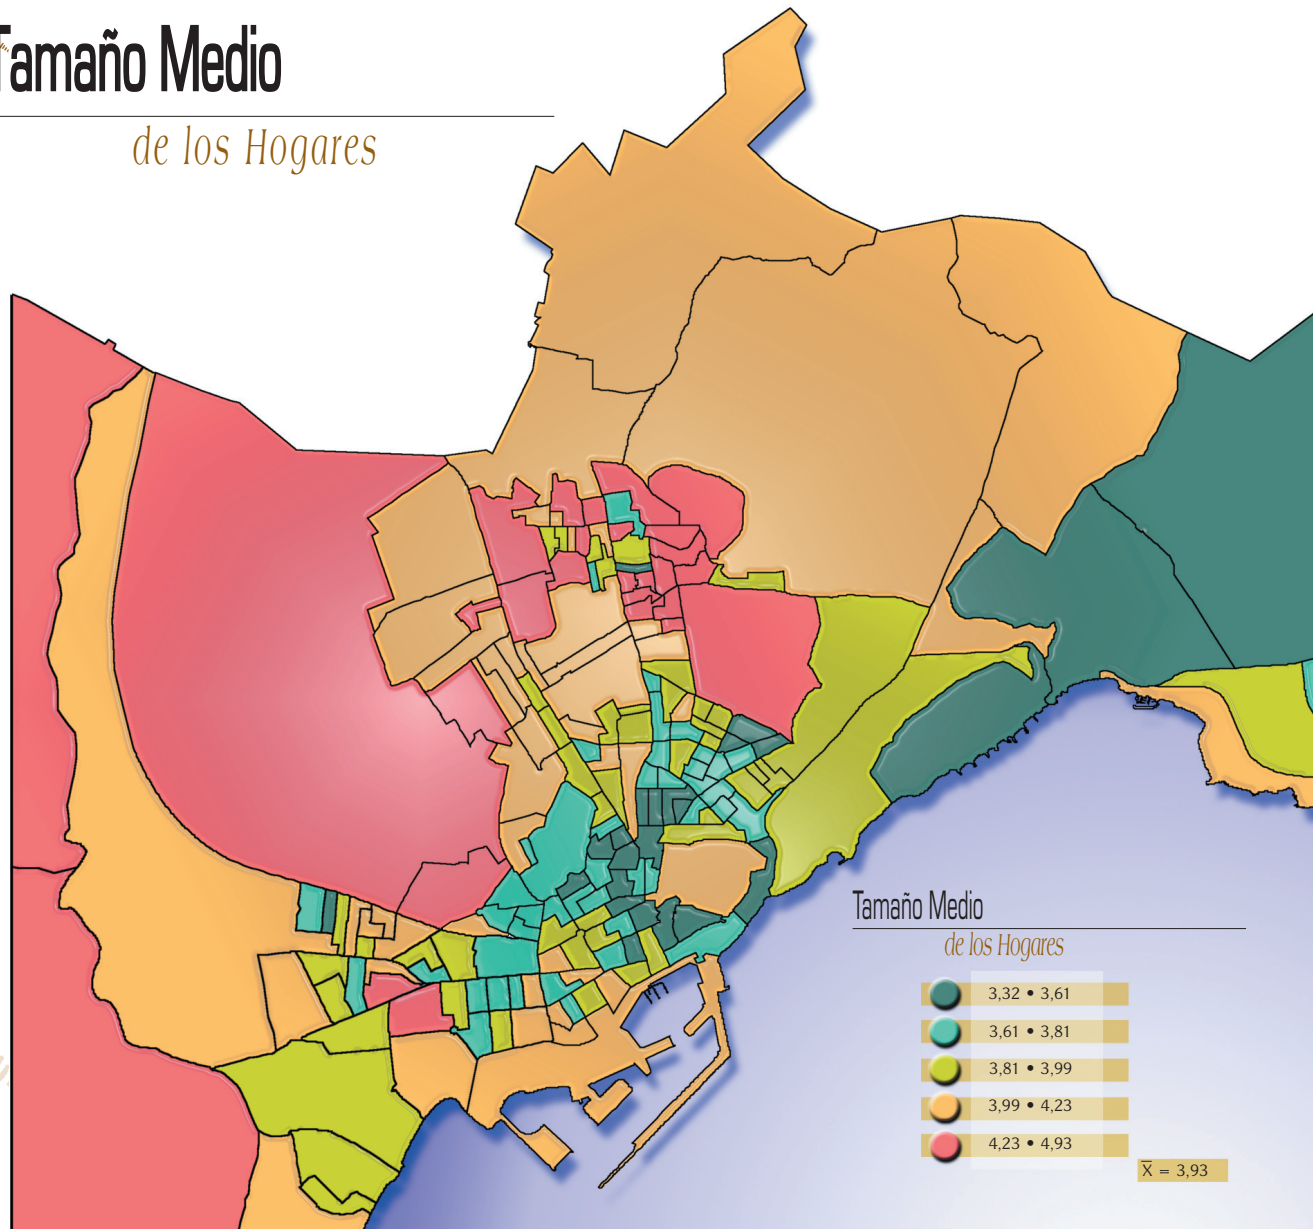 Tamaño Medio
de los Hogares
Tamaño Medio
de los Hogares
3,32 • 3,61
3,61 • 3,81
3,81 • 3,99
3,99 • 4,23
4,23 • 4,93
X̅ = 3,93